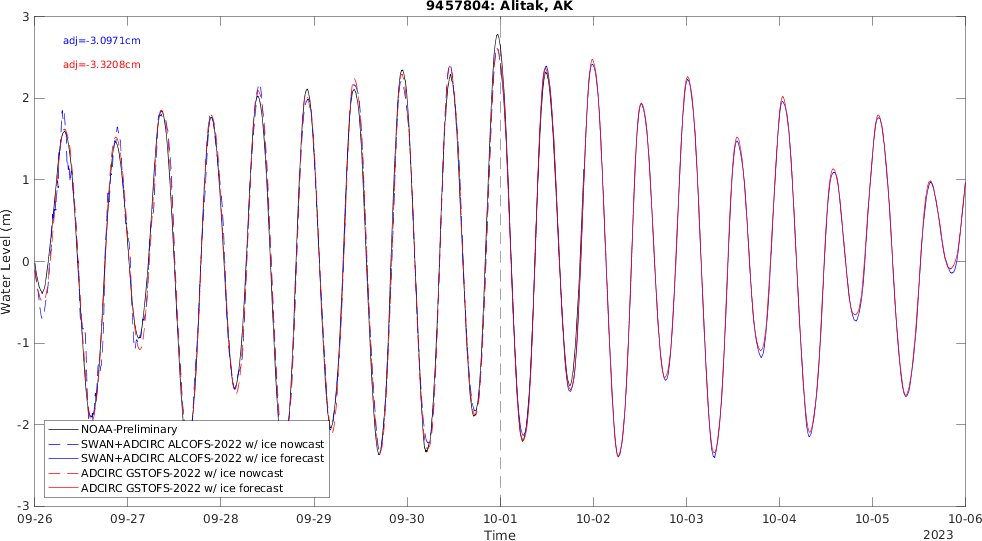 9457804: Alitak, AK
adj=-3.0971cm
adj=-3.3208cm
3
2
1
0
-1
-2
-3
Water Level (m)
NOAA-Preliminary
SWAN+ADCIRC ALCOFS-2022 w/ ice nowcast
SWAN+ADCIRC ALCOFS-2022 w/ ice forecast
ADCIRC GSTOFS-2022 w/ ice nowcast
ADCIRC GSTOFS-2022 w/ ice forecast
09-26 09-27 09-28 09-29 09-30 10-01 10-02 10-03 10-04 10-05 10-06
Time
2023